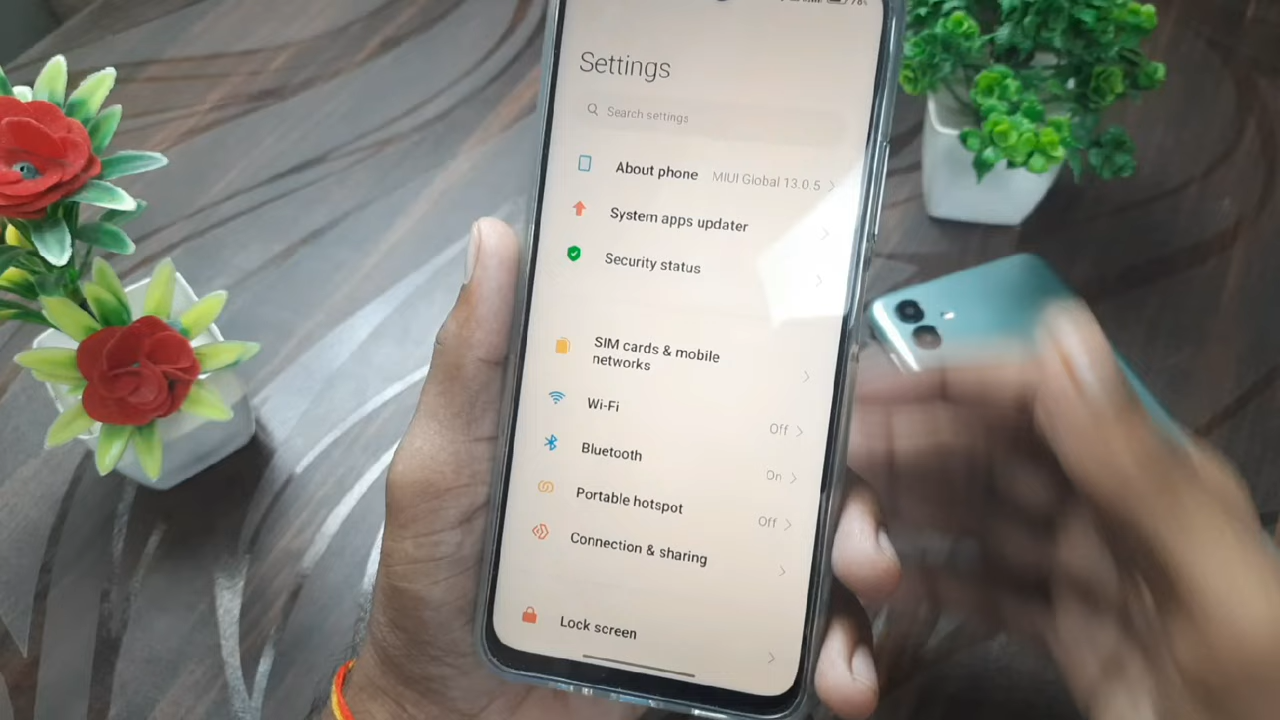 Settings
Search settings
About phone MIUI Global 13.0.5
System apps updater
Security status
SIM cards & mobile
networks
Wi-Fi Off
Bluetooth On
Portable hotspot Off
Connection & sharing
Lock screen